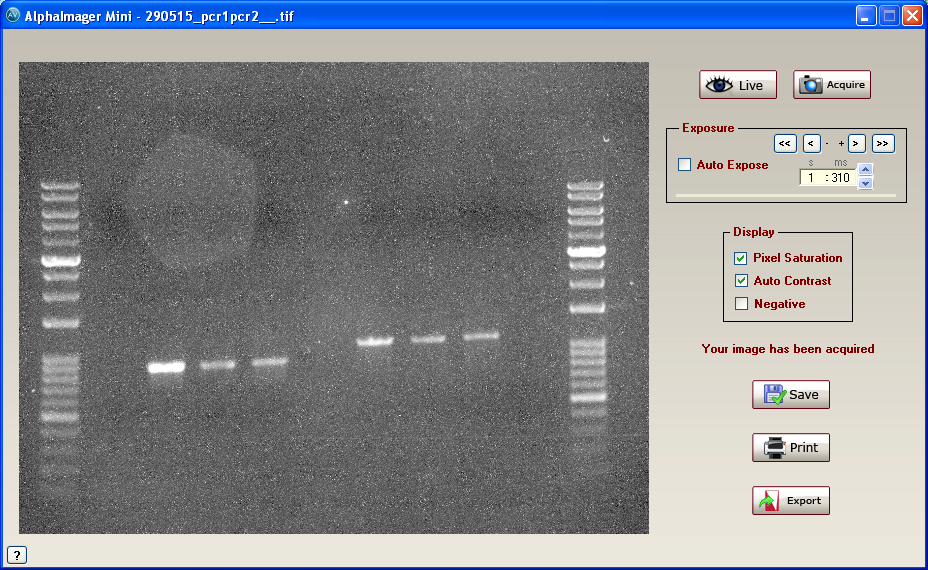 AlphaImager Mini - 290515_pcr1pcr2__.tif
Live
Acquire
Exposure
<< < - + > >>
Auto Expose
s ms
1 : 310
Display
Pixel Saturation
Auto Contrast
Negative
Your image has been acquired
Save
Print
Export
?